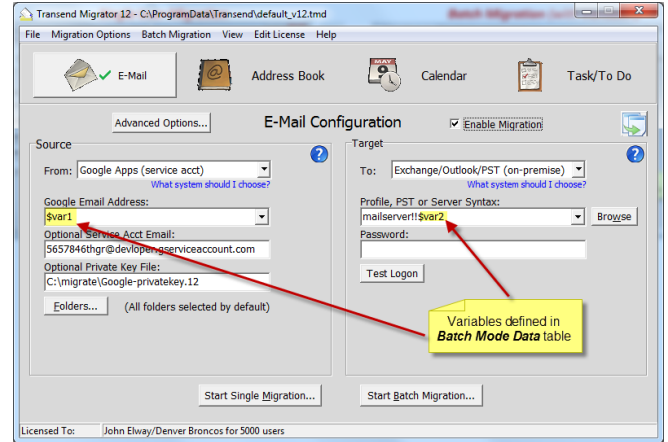 Transend Migrator 12 - C:\ProgramData\Transend\default_v12.tmd
File Migration Options Batch Migration View Edit License Help
E-Mail
Address Book
Calendar
Task/To Do
Advanced Options...
E-Mail Configuration
Enable Migration
Source
From: Google Apps (service acct)
What system should I choose?
Google Email Address:
$var1
Optional Service Acct Email:
5657846thgr@devloper.gserviceaccount.com
Optional Private Key File:
C:\migrate\Google-privatekey.12
Folders... (All folders selected by default)
Target
To: Exchange/Outlook/PST (on-premise)
What system should I choose?
Profile, PST or Server Syntax:
mailserver!!$var2
Browse
Password:
Test Logon
Variables defined in
Batch Mode Data table
Start Single Migration...
Start Batch Migration...
Licensed To: John Elway/Denver Broncos for 5000 users